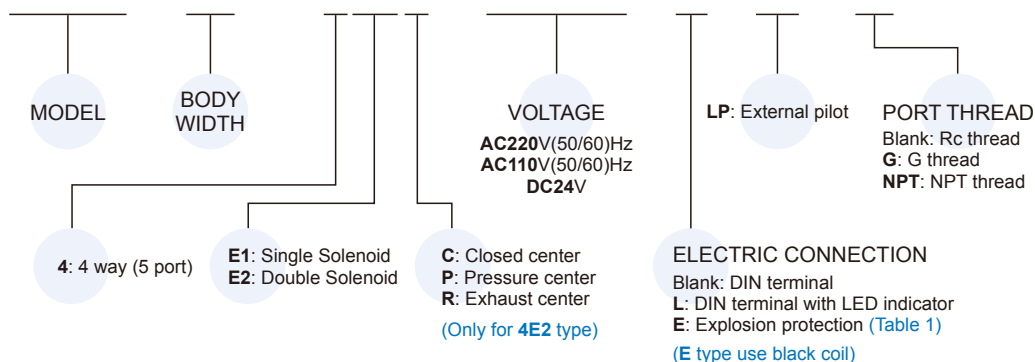 MODEL
BODY
WIDTH
VOLTAGE
AC220V(50/60)Hz
AC110V(50/60)Hz
DC24V
LP: External pilot
PORT THREAD
Blank: Rc thread
G: G thread
NPT: NPT thread
4: 4 way (5 port)
E1: Single Solenoid
E2: Double Solenoid
C: Closed center
P: Pressure center
R: Exhaust center
(Only for 4E2 type)
ELECTRIC CONNECTION
Blank: DIN terminal
L: DIN terminal with LED indicator
E: Explosion protection (Table 1)
(E type use black coil)